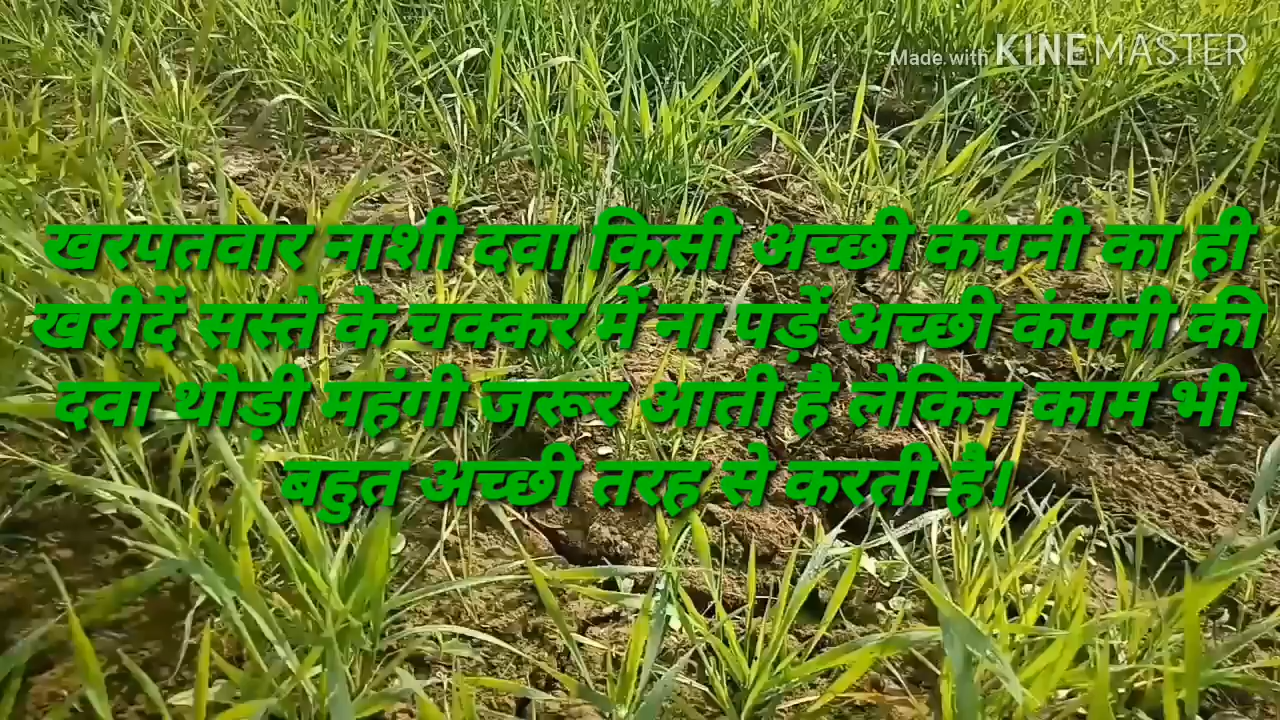 Made with KINEMASTER
खरपतवार नाशी दवा किसी अच्छी कंपनी का ही
खरीदें सस्ते के चक्कर में ना पड़ें अच्छी कंपनी की
दवा थोड़ी महंगी जरूर आती है लेकिन काम भी
बहुत अच्छी तरह से करती है।